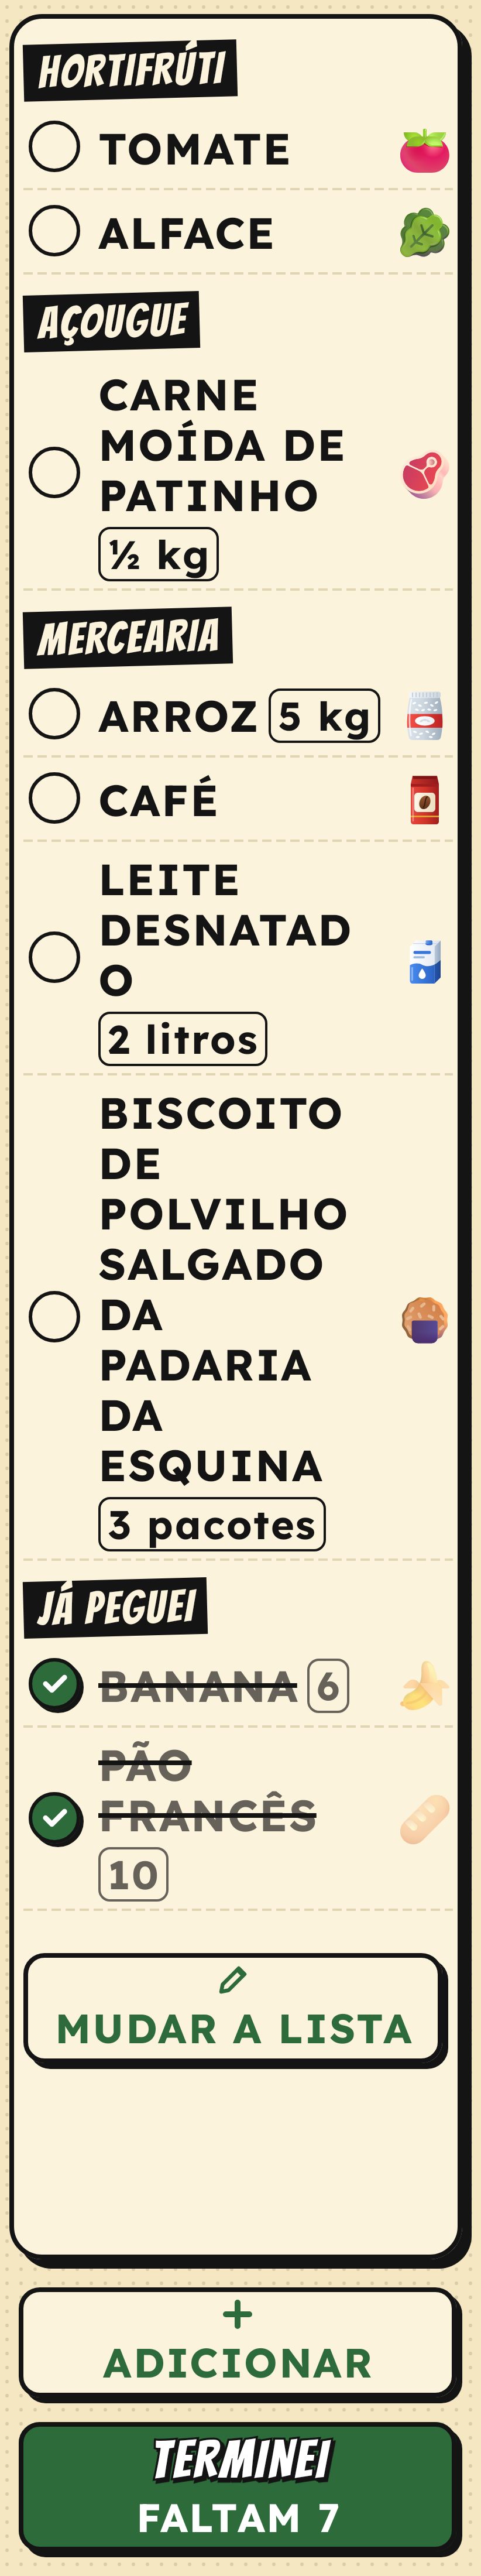 HORTIFRÚTI
TOMATE
ALFACE
AÇOUGUE
CARNE
MOÍDA DE
PATINHO
½ kg
MERCEARIA
ARROZ 5 kg
CAFÉ
LEITE
DESNATAD
O
2 litros
BISCOITO
DE
POLVILHO
SALGADO
DA
PADARIA
DA
ESQUINA
3 pacotes
JÁ PEGUEI
BANANA 6
PÃO
FRANCÊS
10
MUDAR A LISTA
ADICIONAR
TERMINEI
FALTAM 7